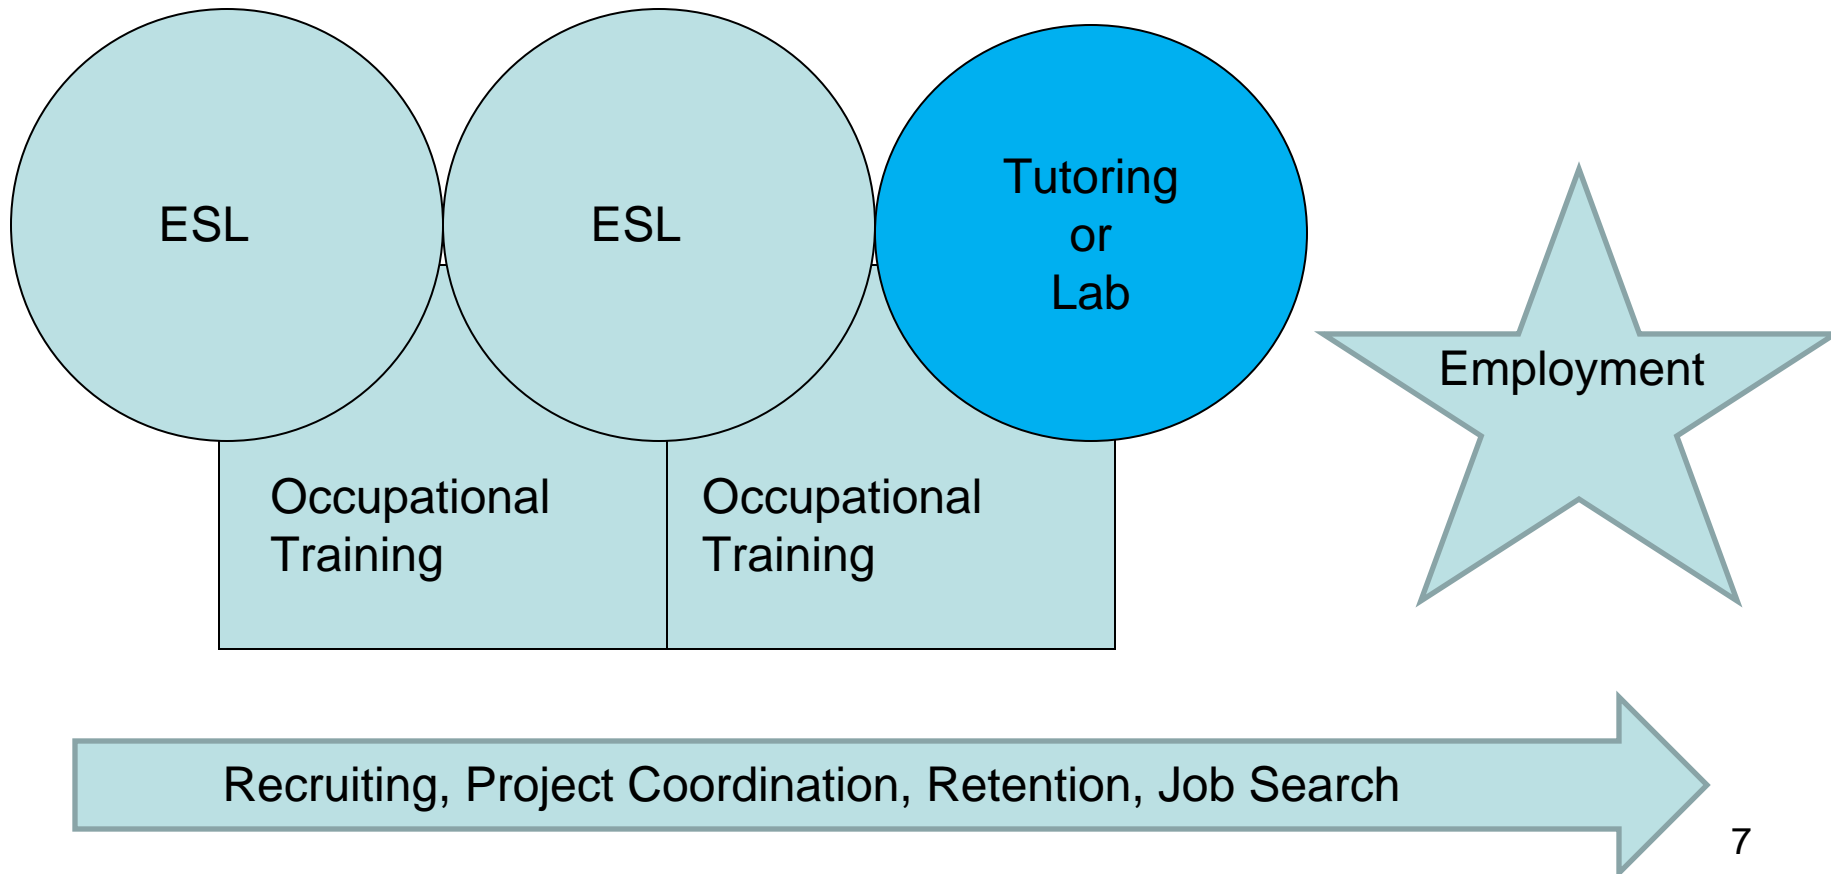 ESL
ESL
Tutoring
or
Lab
Employment
Occupational
Training
Occupational
Training
Recruiting, Project Coordination, Retention, Job Search
7